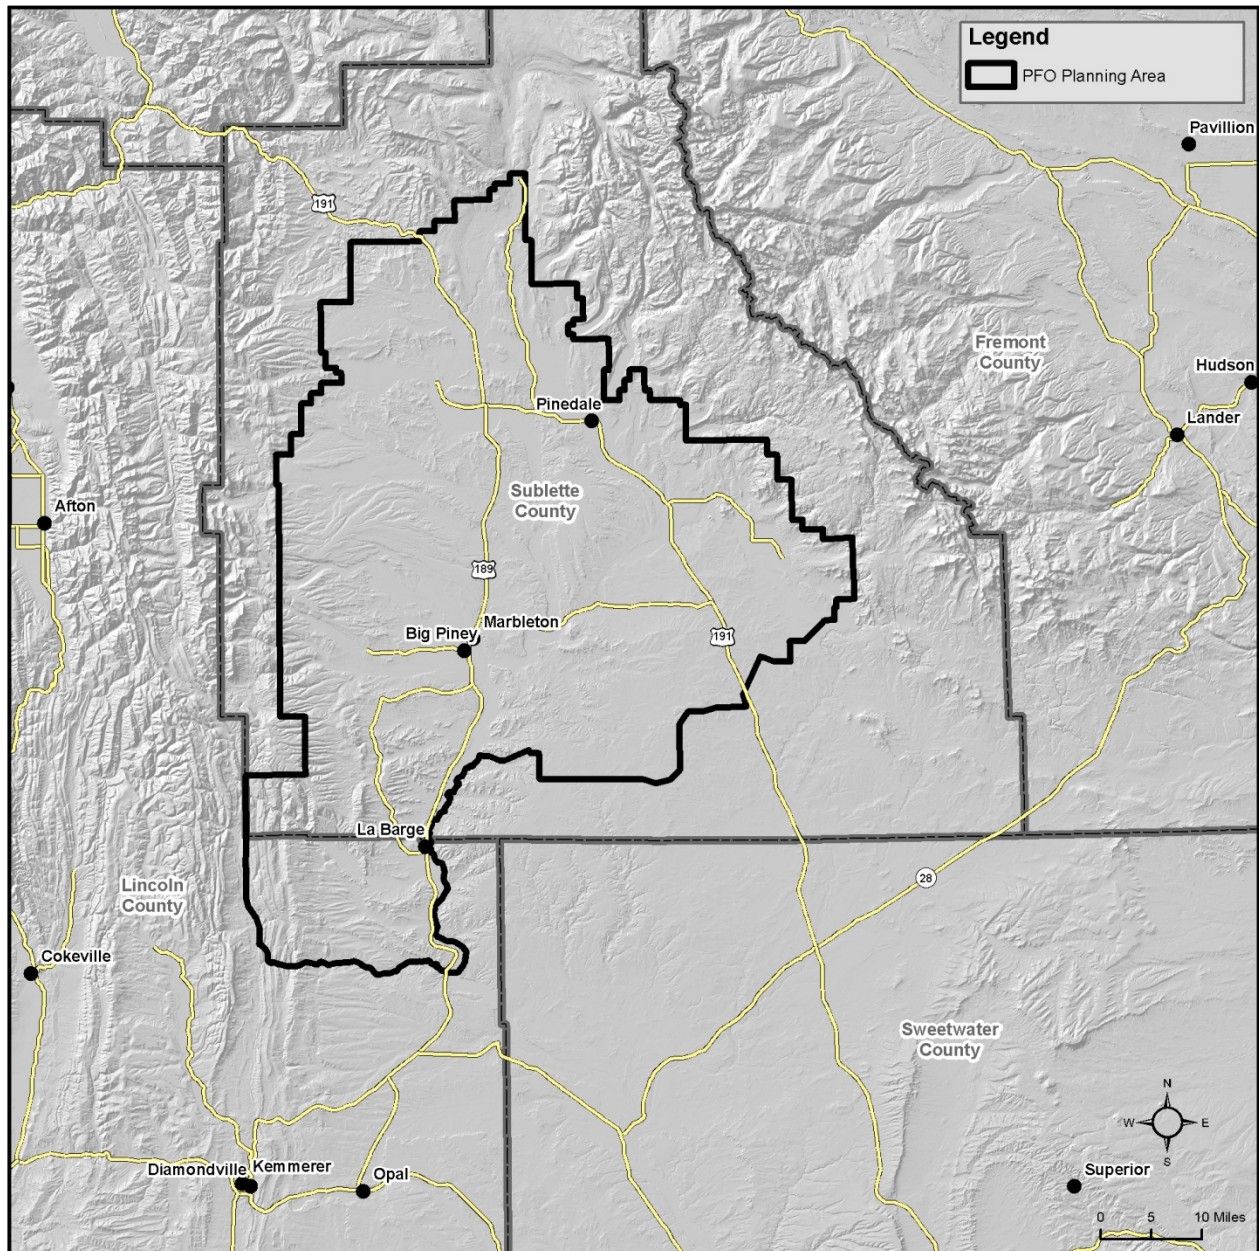 Legend
PFO Planning Area
Pavillion
191
Fremont
County
Hudson
Pinedale
Lander
Sublette
County
Afton
189
Marbleton
Big Piney
191
La Barge
28
Lincoln
County
Cokeville
Sweetwater
County
N
W E
S
Diamondville Kemmerer
Opal
Superior
0 5 10 Miles